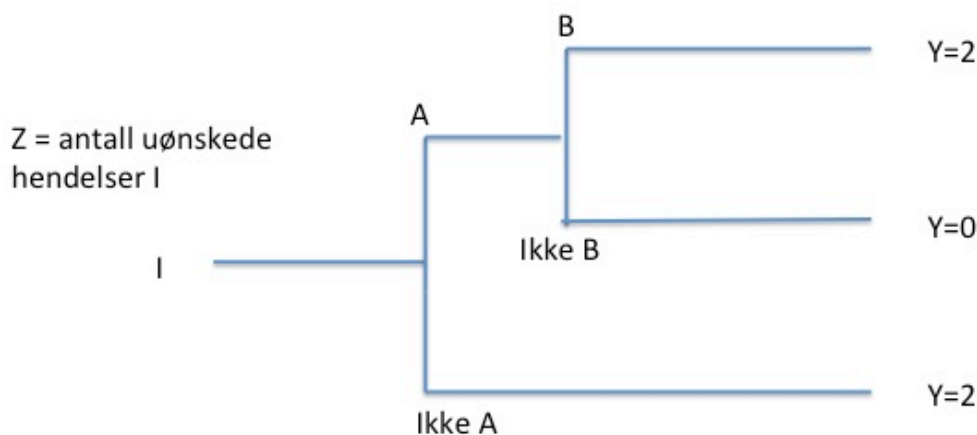 B
Y=2
A
Z = antall uønskede
hendelser I
Y=0
Ikke B
I
Y=2
Ikke A